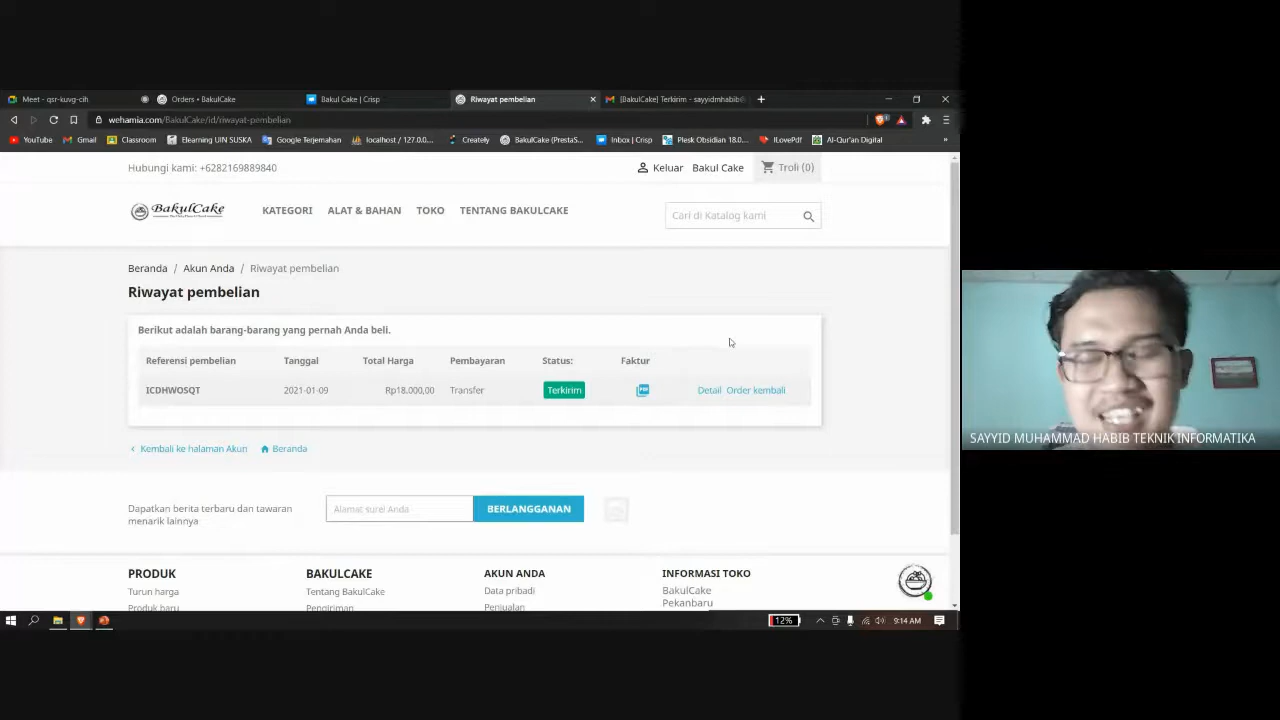 Meet - qsr-kuvg-cih
Orders • BakulCake
Bakul Cake | Crisp
Riwayat pembelian
[BakulCake] Terkirim - sayyidmhabib@
wehamia.com/BakulCake/id/riwayat-pembelian
YouTube
Gmail
Classroom
Elearning UIN SUSKA
Google Terjemahan
localhost / 127.0.0...
Creately
BakulCake (PrestaS...
Inbox | Crisp
Plesk Obsidian 18.0...
ILovePdf
Al-Qur'an Digital
Hubungi kami: +6282169889840
Keluar
Bakul Cake
Troli (0)
BakulCake
KATEGORI
ALAT & BAHAN
TOKO
TENTANG BAKULCAKE
Cari di Katalog kami
Beranda / Akun Anda / Riwayat pembelian
Riwayat pembelian
Berikut adalah barang-barang yang pernah Anda beli.
Referensi pembelian Tanggal Total Harga Pembayaran Status: Faktur
ICDHWOSQT 2021-01-09 Rp18.000,00 Transfer Terkirim Detail Order kembali
Kembali ke halaman Akun
Beranda
Dapatkan berita terbaru dan tawaran
menarik lainnya
Alamat surel Anda
BERLANGGANAN
PRODUK
Turun harga
Produk baru
BAKULCAKE
Tentang BakulCake
Pengiriman
AKUN ANDA
Data pribadi
Penjualan
INFORMASI TOKO
BakulCake
Pekanbaru
12%
9:14 AM
SAYYID MUHAMMAD HABIB TEKNIK INFORMATIKA